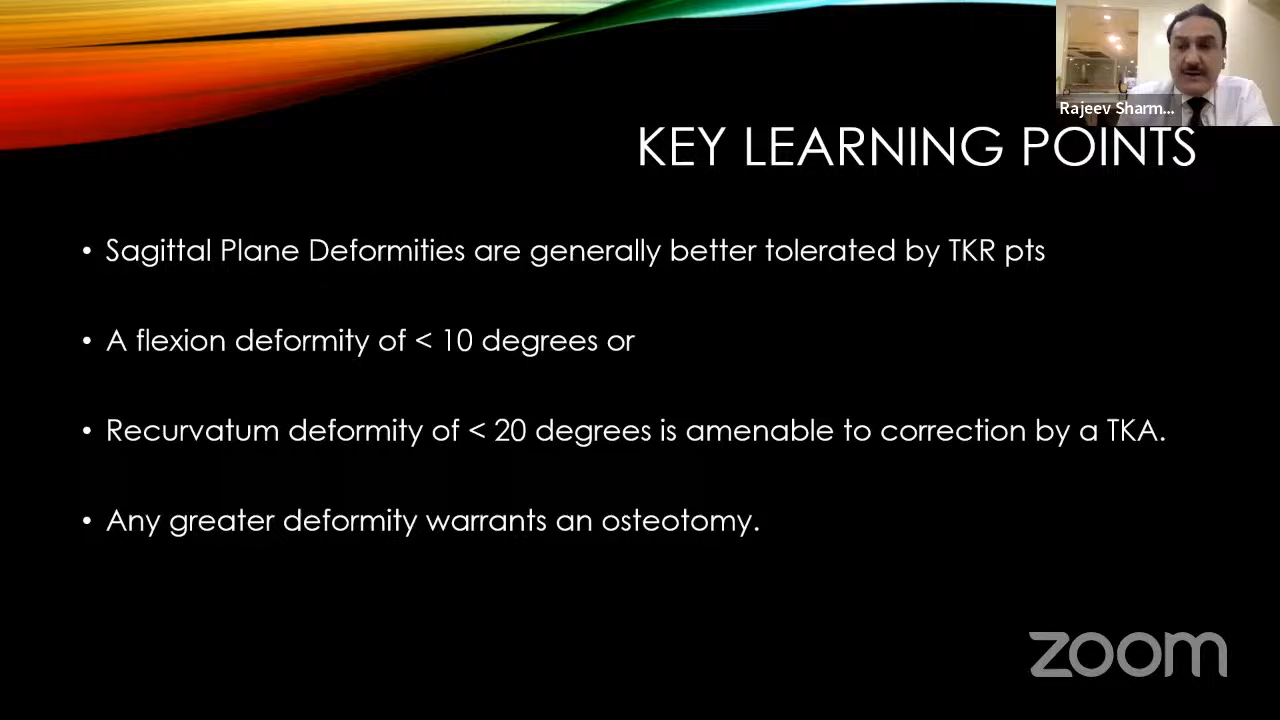 Rajeev Sharm...
KEY LEARNING POINTS
• Sagittal Plane Deformities are generally better tolerated by TKR pts
• A flexion deformity of < 10 degrees or
• Recurvatum deformity of < 20 degrees is amenable to correction by a TKA.
• Any greater deformity warrants an osteotomy.
zoom